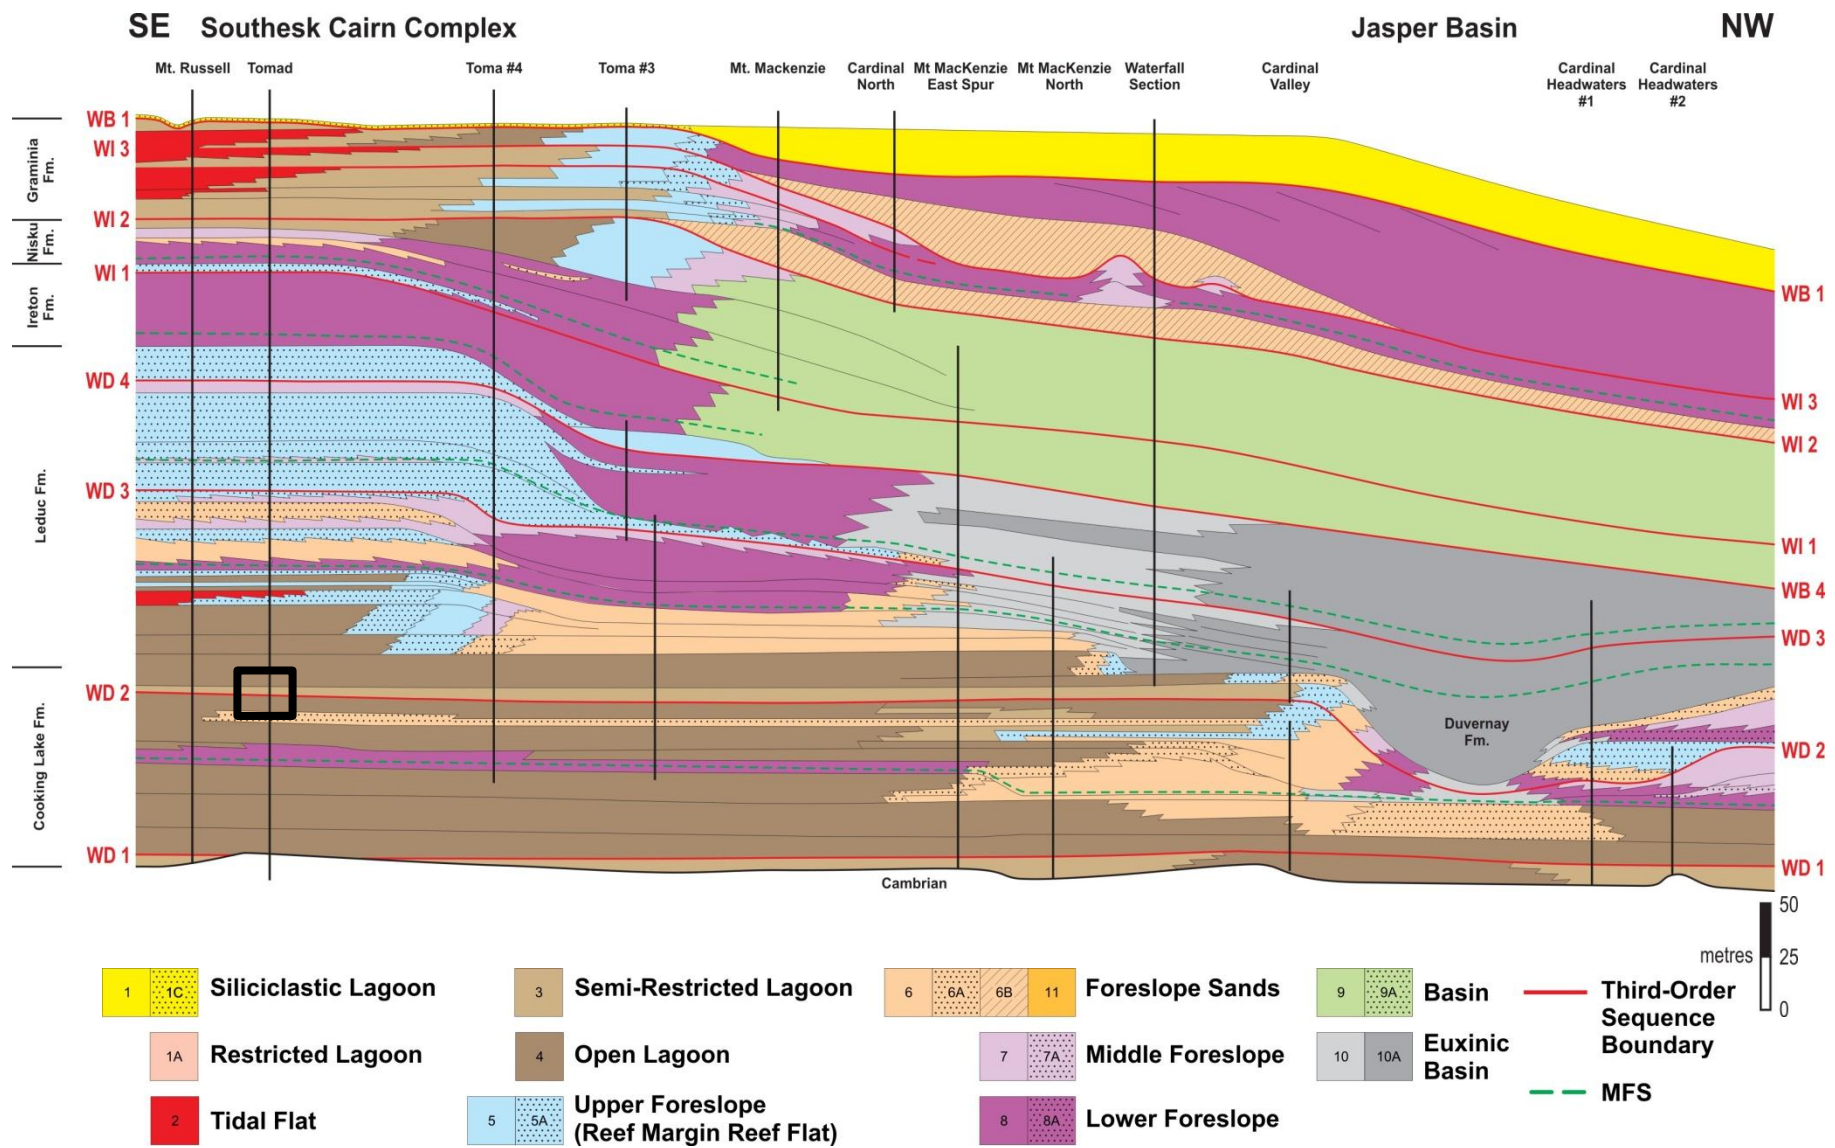 SE Southesk Cairn Complex Jasper Basin NW
Mt. Russell Tomad Toma #4 Toma #3 Mt. Mackenzie
Cardinal
North
Mt MacKenzie
East Spur
Mt MacKenzie
North
Waterfall
Section
Cardinal
Valley
Cardinal
Headwaters
#1
Cardinal
Headwaters
#2
Graminia
Fm.
Nisku
Fm.
Ireton
Fm.
Leduc Fm.
Cooking Lake Fm.
WB 1
WI 3
WI 2
WI 1
WD 4
WD 3
WD 2
WD 1
WB 1
WI 3
WI 2
WI 1
WB 4
WD 3
WD 2
WD 1
Duvernay
Fm.
Cambrian
50
metres 25
0
1 1C Siliciclastic Lagoon
1A Restricted Lagoon
2 Tidal Flat
3 Semi-Restricted Lagoon
4 Open Lagoon
5 5A Upper Foreslope
(Reef Margin Reef Flat)
6 6A 6B 11 Foreslope Sands
7 7A Middle Foreslope
8 8A Lower Foreslope
9 9A Basin
10 10A Euxinic
Basin
Third-Order
Sequence
Boundary
MFS